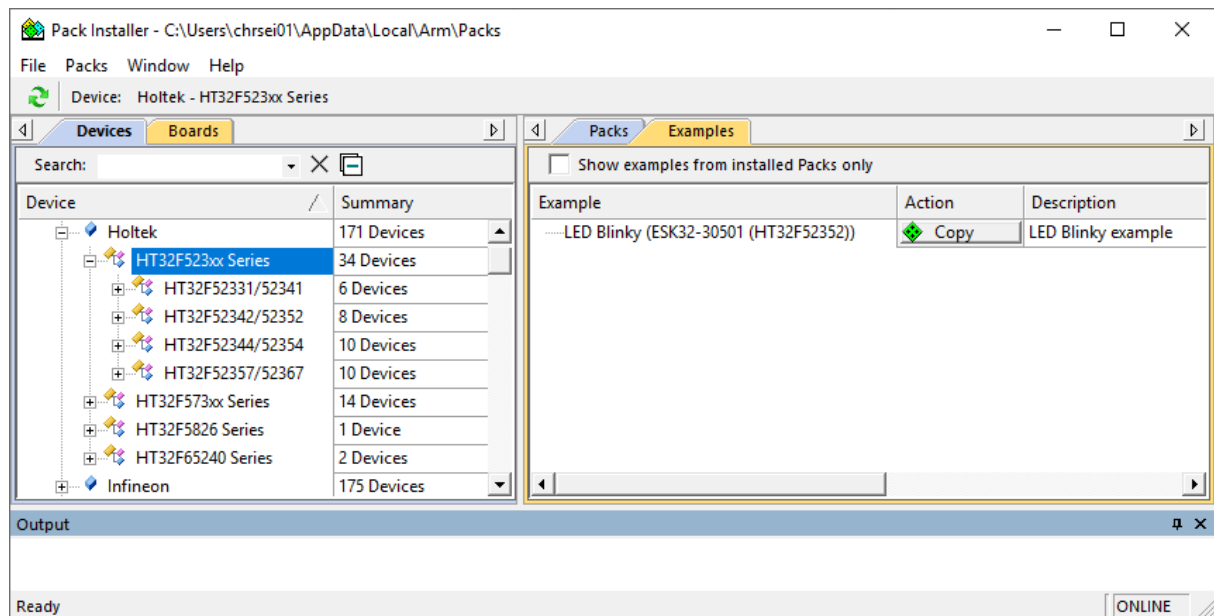 Pack Installer - C:\Users\chrsei01\AppData\Local\Arm\Packs
File Packs Window Help
Device: Holtek - HT32F523xx Series
Devices Boards
Packs Examples
Search:
Show examples from installed Packs only
Device Summary
Example Action Description
Holtek 171 Devices
LED Blinky (ESK32-30501 (HT32F52352)) Copy LED Blinky example
HT32F523xx Series 34 Devices
HT32F52331/52341 6 Devices
HT32F52342/52352 8 Devices
HT32F52344/52354 10 Devices
HT32F52357/52367 10 Devices
HT32F573xx Series 14 Devices
HT32F5826 Series 1 Device
HT32F65240 Series 2 Devices
Infineon 175 Devices
Output
Ready ONLINE